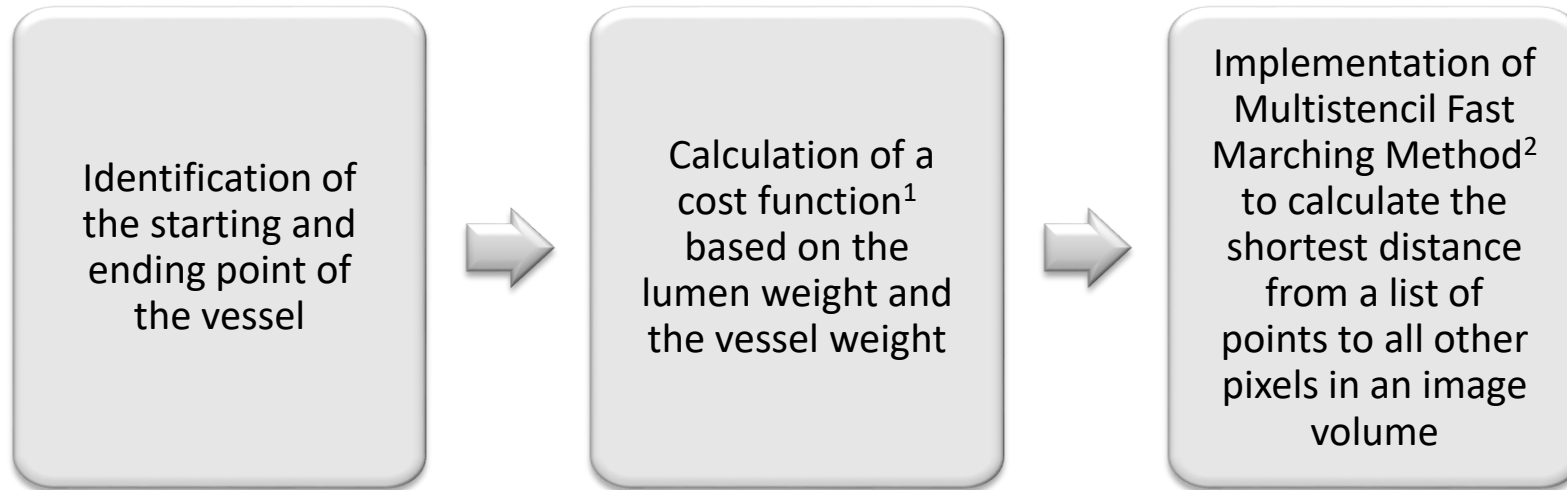 Identification of
the starting and
ending point of
the vessel
Calculation of a
cost function¹
based on the
lumen weight and
the vessel weight
Implementation of
Multistencil Fast
Marching Method²
to calculate the
shortest distance
from a list of
points to all other
pixels in an image
volume